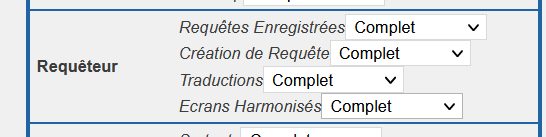 Requêteur
Requêtes Enregistrées Complet
Création de Requête Complet
Traductions Complet
Ecrans Harmonisés Complet